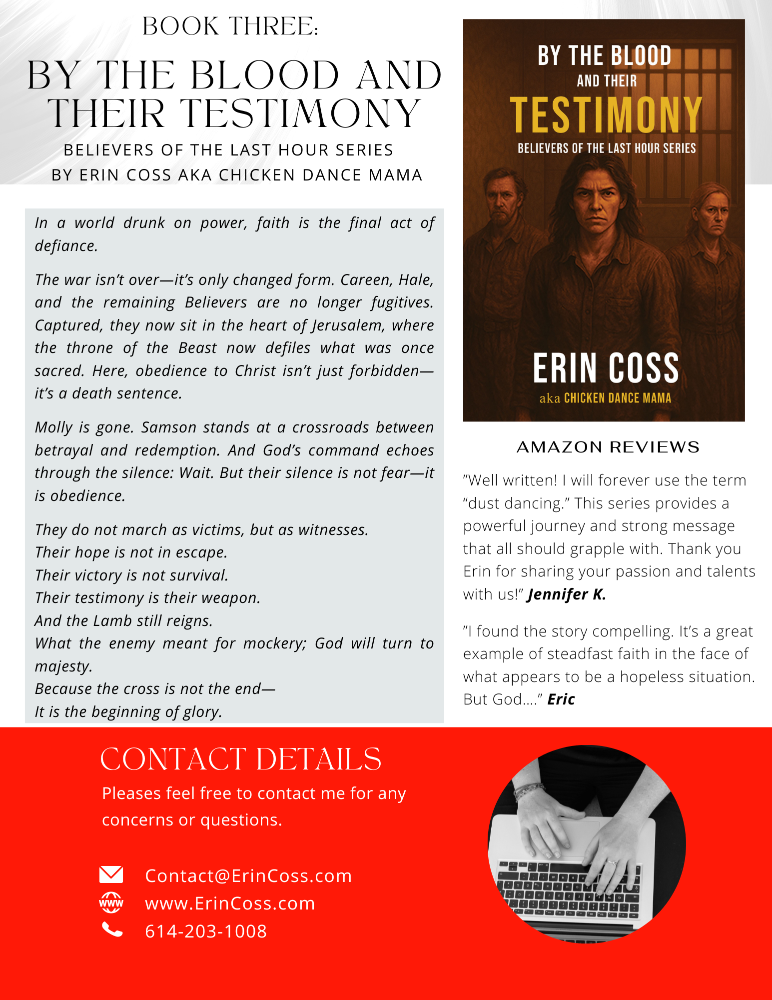 BOOK THREE:
BY THE BLOOD AND
THEIR TESTIMONY
BELIEVERS OF THE LAST HOUR SERIES
BY ERIN COSS AKA CHICKEN DANCE MAMA
In a world drunk on power, faith is the final act of
defiance.
The war isn’t over—it’s only changed form. Careen, Hale,
and the remaining Believers are no longer fugitives.
Captured, they now sit in the heart of Jerusalem, where
the throne of the Beast now defiles what was once
sacred. Here, obedience to Christ isn’t just forbidden—
it’s a death sentence.
Molly is gone. Samson stands at a crossroads between
betrayal and redemption. And God’s command echoes
through the silence: Wait. But their silence is not fear—it
is obedience.
They do not march as victims, but as witnesses.
Their hope is not in escape.
Their victory is not survival.
Their testimony is their weapon.
And the Lamb still reigns.
What the enemy meant for mockery; God will turn to
majesty.
Because the cross is not the end—
It is the beginning of glory.
BY THE BLOOD
AND THEIR
TESTIMONY
BELIEVERS OF THE LAST HOUR SERIES
ERIN COSS
aka CHICKEN DANCE MAMA
AMAZON REVIEWS
”Well written! I will forever use the term
“dust dancing.” This series provides a
powerful journey and strong message
that all should grapple with. Thank you
Erin for sharing your passion and talents
with us!” Jennifer K.
”I found the story compelling. It’s a great
example of steadfast faith in the face of
what appears to be a hopeless situation.
But God....” Eric
CONTACT DETAILS
Pleases feel free to contact me for any
concerns or questions.
Contact@ErinCoss.com
WWW
www.ErinCoss.com
614-203-1008